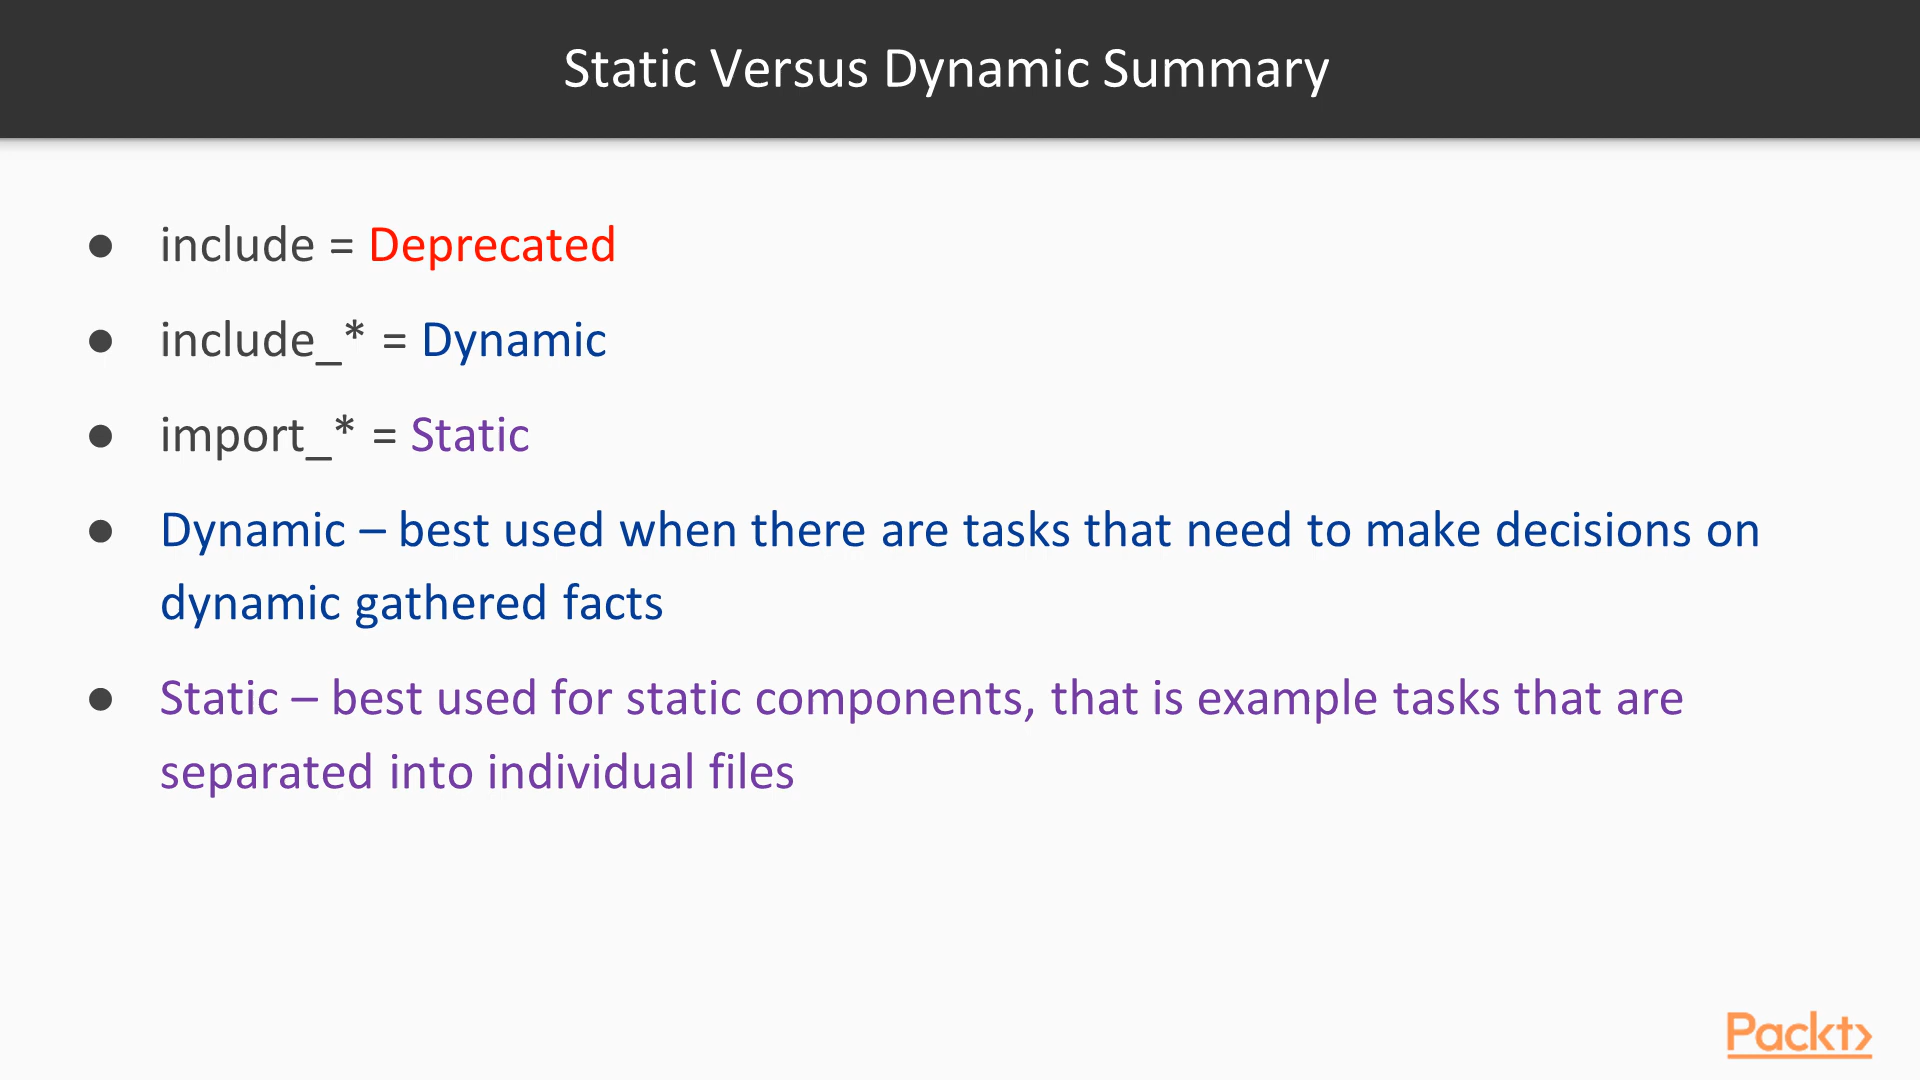 Static Versus Dynamic Summary
● include = Deprecated
● include_* = Dynamic
● import_* = Static
● Dynamic – best used when there are tasks that need to make decisions on
dynamic gathered facts
● Static – best used for static components, that is example tasks that are
separated into individual files
Packt>